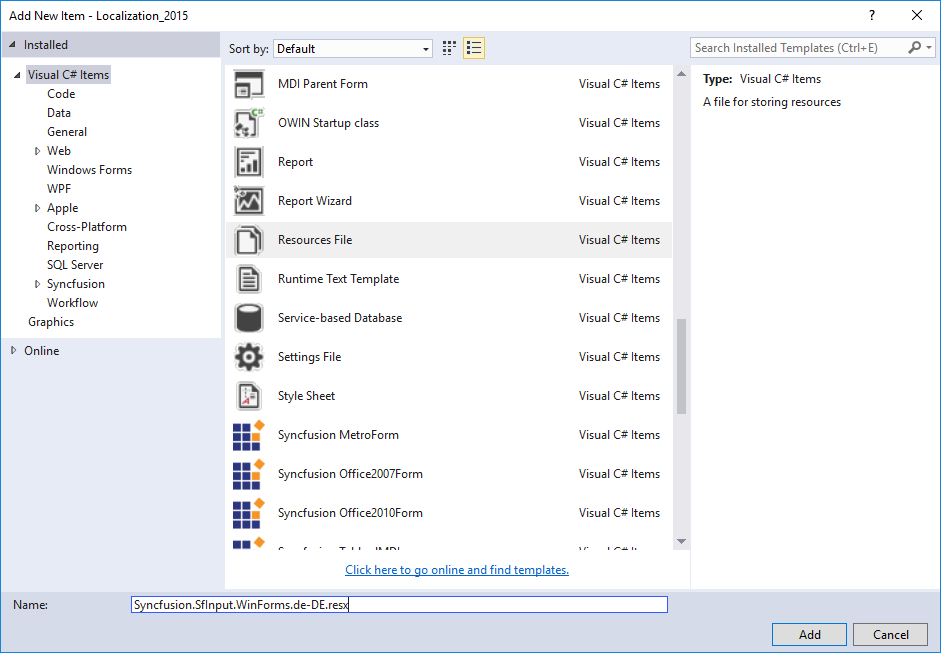 Add New Item - Localization_2015
?
Installed
Sort by: Default
Search Installed Templates (Ctrl+E)
Visual C# Items
Code
Data
General
Web
Windows Forms
WPF
Apple
Cross-Platform
Reporting
SQL Server
Syncfusion
Workflow
Graphics
Online
MDI Parent Form Visual C# Items
OWIN Startup class Visual C# Items
Report Visual C# Items
Report Wizard Visual C# Items
Resources File Visual C# Items
Runtime Text Template Visual C# Items
Service-based Database Visual C# Items
Settings File Visual C# Items
Style Sheet Visual C# Items
Syncfusion MetroForm Visual C# Items
Syncfusion Office2007Form Visual C# Items
Syncfusion Office2010Form Visual C# Items
Click here to go online and find templates.
Type: Visual C# Items
A file for storing resources
Name: Syncfusion.SfInput.WinForms.de-DE.resx
Add Cancel